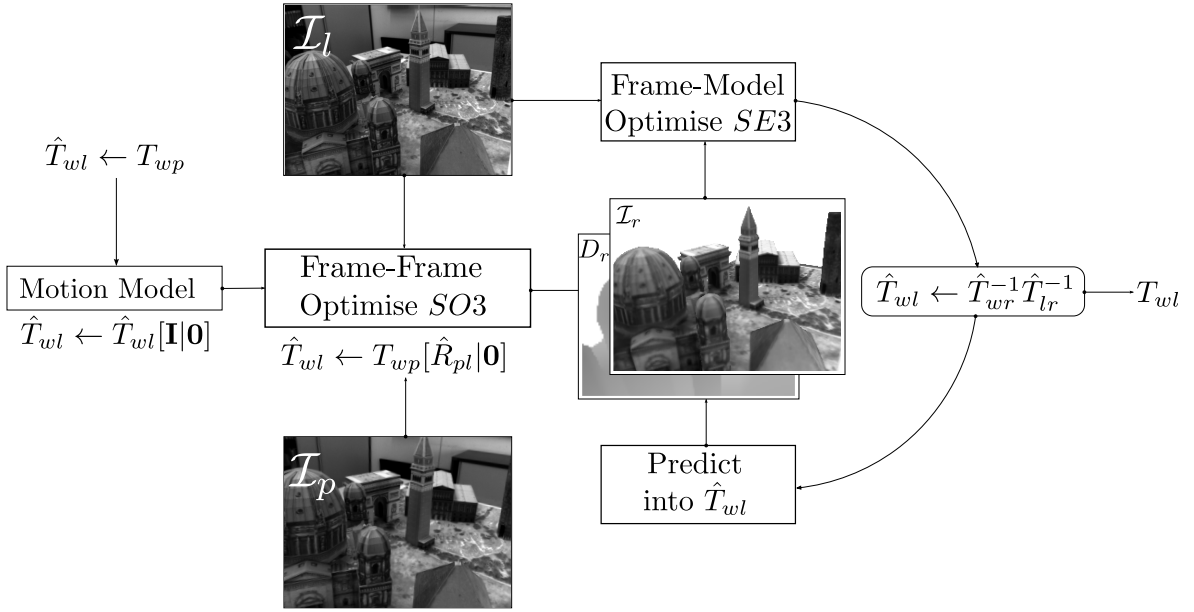 𝓘_l
Frame-Model
Optimise SE3
T̂_wl ← T_wp
𝓘_r
D_r
Frame-Frame
Optimise SO3
Motion Model
T̂_wl ← T̂_wr^{-1} T̂_lr^{-1}
T_wl
T̂_wl ← T̂_wl[I|0]
T̂_wl ← T_wp[R̂_pl|0]
𝓘_p
Predict
into T̂_wl